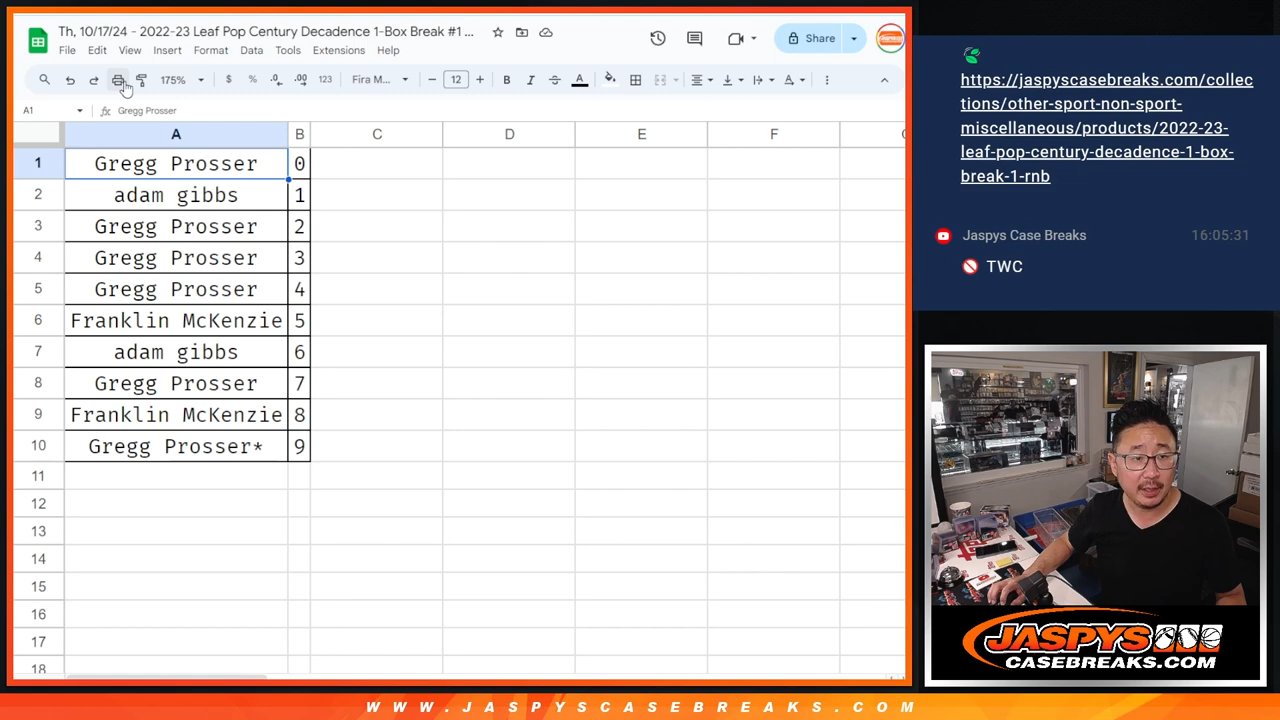 Th, 10/17/24 - 2022-23 Leaf Pop Century Decadence 1-Box Break #1 ...
File Edit View Insert Format Data Tools Extensions Help
Share
175% $ % .0 .00 123 Fira M... 12 B I A
A1 fx Gregg Prosser
A B C D E F
1 Gregg Prosser 0
2 adam gibbs 1
3 Gregg Prosser 2
4 Gregg Prosser 3
5 Gregg Prosser 4
6 Franklin McKenzie 5
7 adam gibbs 6
8 Gregg Prosser 7
9 Franklin McKenzie 8
10 Gregg Prosser* 9
11
12
13
14
15
16
17
18
https://jaspyscasebreaks.com/collec
tions/other-sport-non-sport-
miscellaneous/products/2022-23-
leaf-pop-century-decadence-1-box-
break-1-rnb
Jaspys Case Breaks 16:05:31
TWC
JASPYS
CASEBREAKS.COM
WWW.JASPYSCASEBREAKS.COM